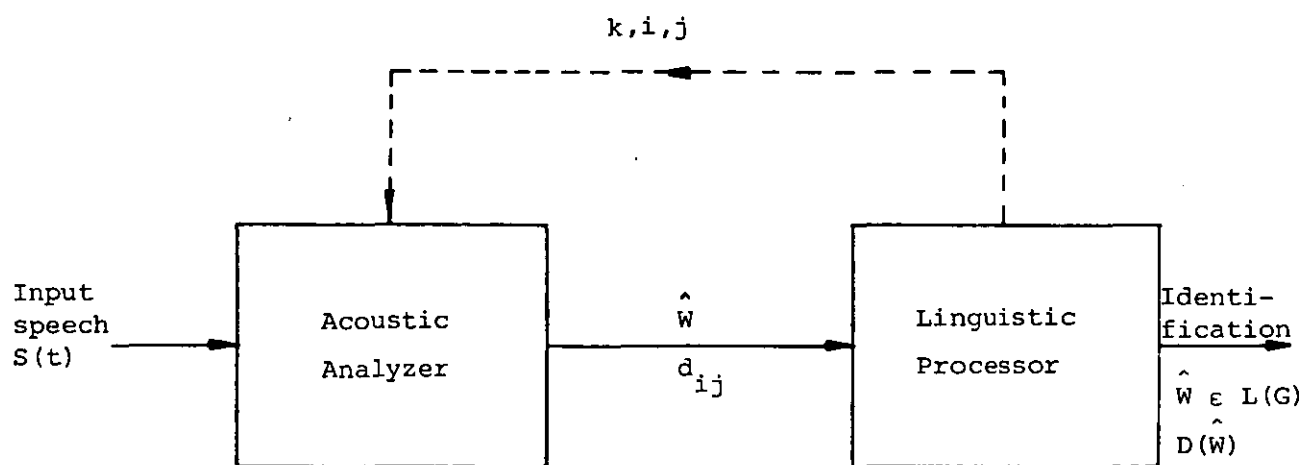 k,i,j
Input
speech
S(t)
Acoustic
Analyzer
Ŵ
d_ij
Linguistic
Processor
Identi-
fication
Ŵ ε L(G)
D(Ŵ)